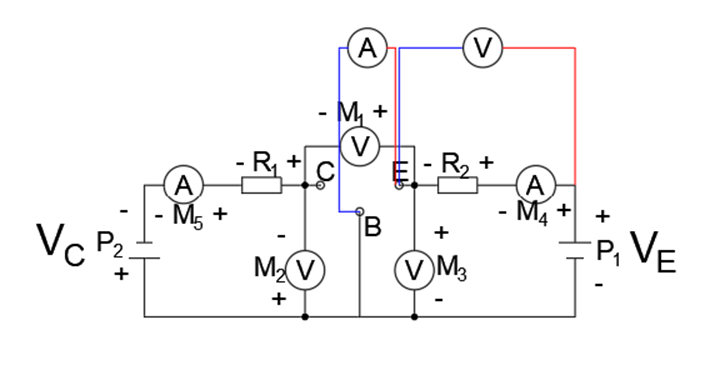 A V
- M1 +
V
- R1 + C E - R2 +
A A
- - M5 + - M4 + +
VC P2 B P1 VE
- +
+ M2 V V M3 -
+ -